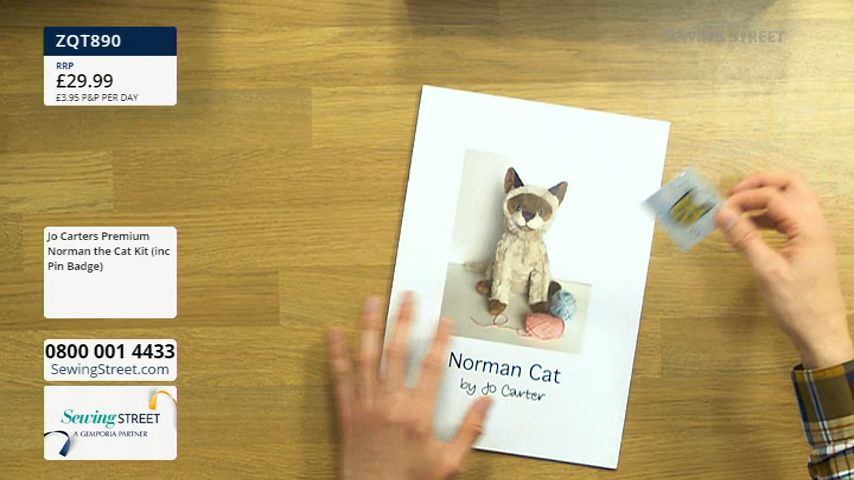 ZQT890
RRP
£29.99
£3.95 P&P PER DAY
SEWING STREET
Jo Carters Premium
Norman the Cat Kit (inc
Pin Badge)
0800 001 4433
SewingStreet.com
Sewing STREET
A GEMPORIA PARTNER
Norman Cat
by Jo Carter